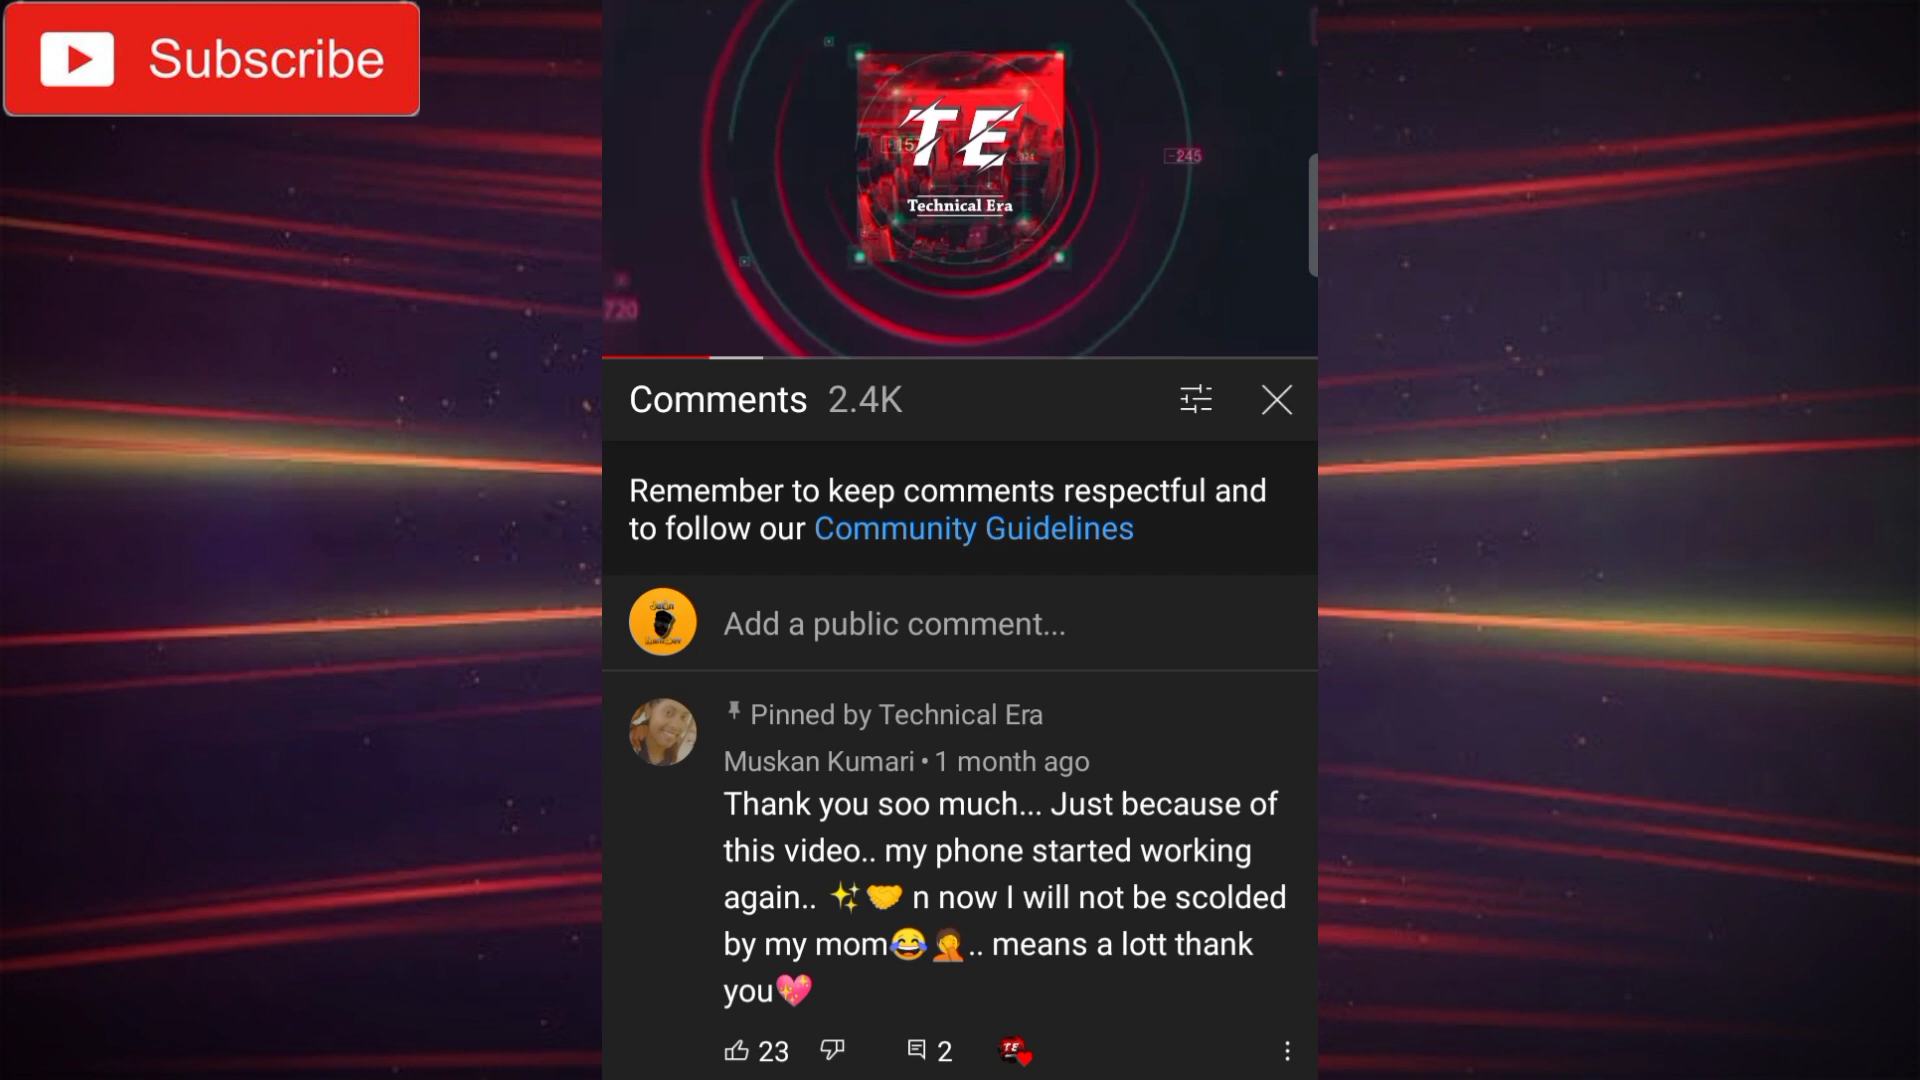 Subscribe
TE
Technical Era
-245
720
Comments 2.4K
Remember to keep comments respectful and
to follow our Community Guidelines
Add a public comment...
Pinned by Technical Era
Muskan Kumari • 1 month ago
Thank you soo much... Just because of
this video.. my phone started working
again.. ✨🤝 n now I will not be scolded
by my mom😂🤦.. means a lott thank
you💖
23 2
TE